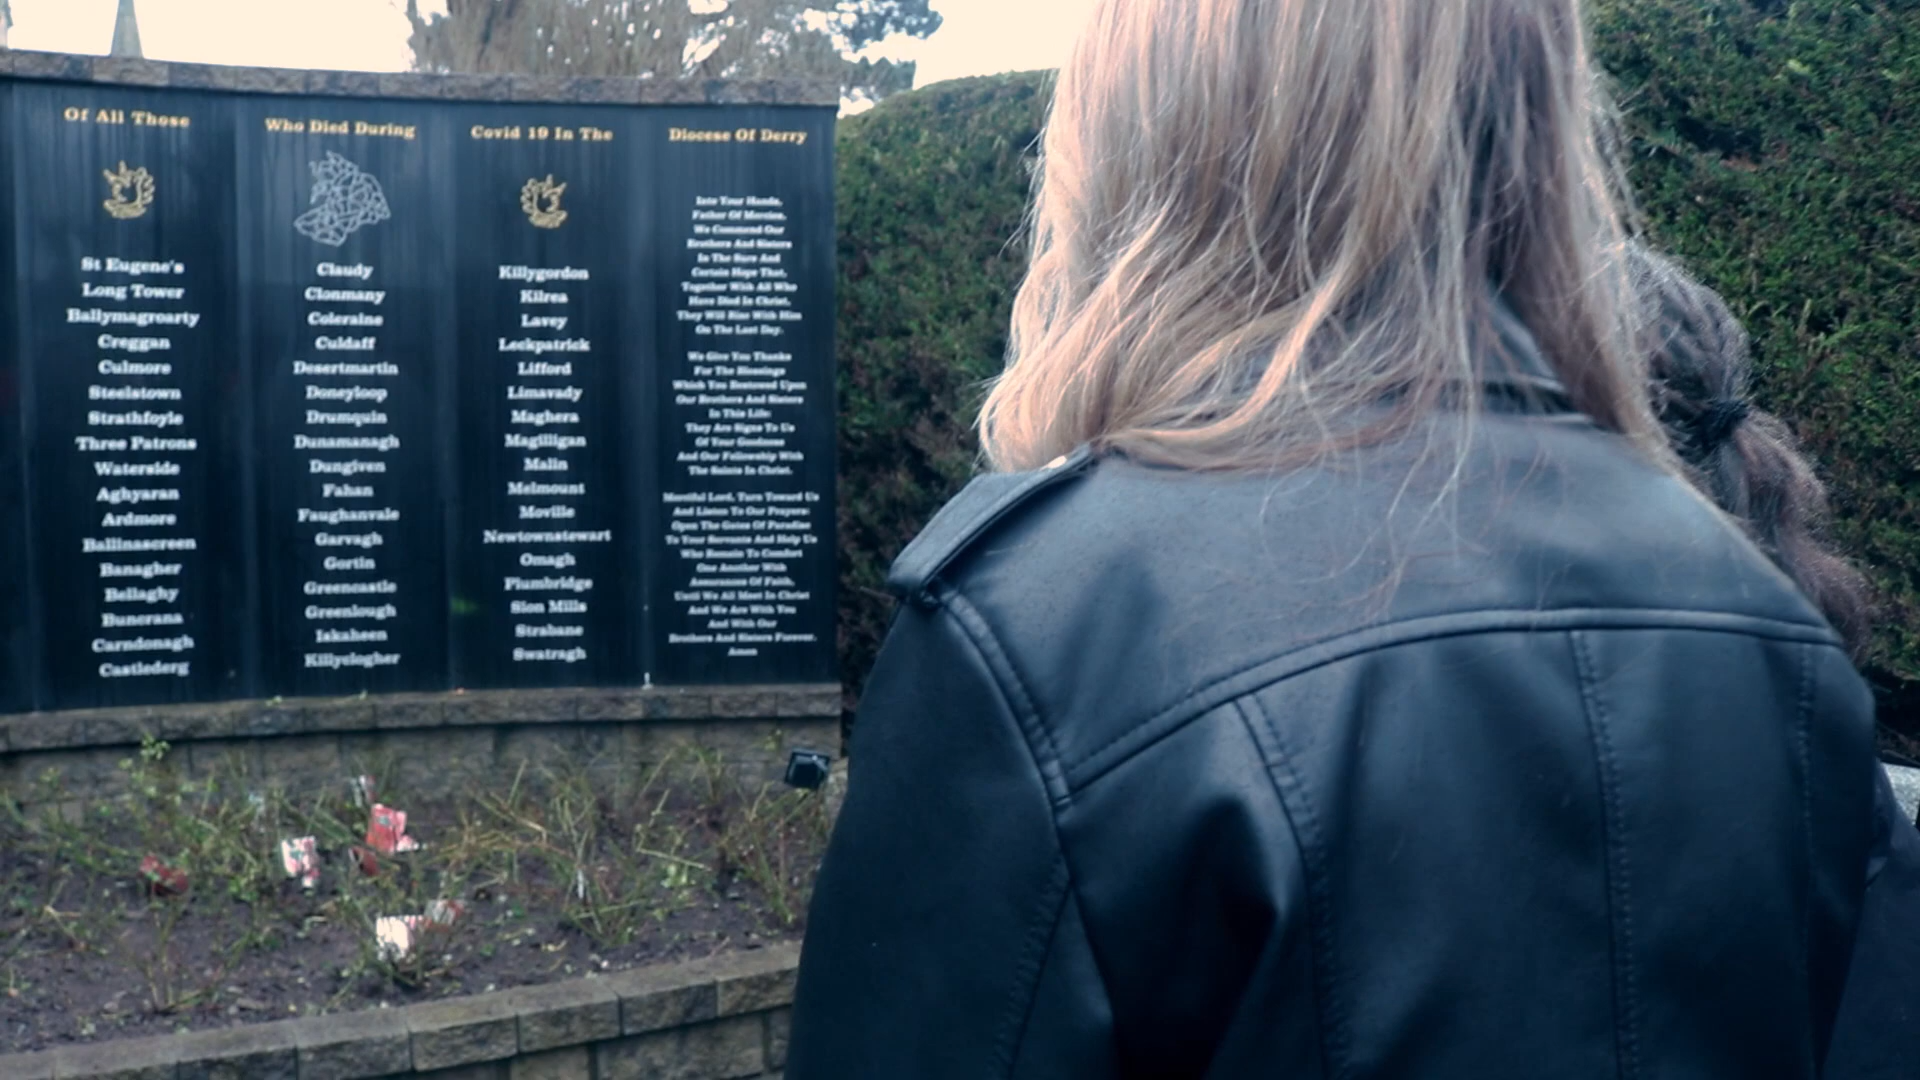 Of All Those
St Eugene's
Long Tower
Ballymagroarty
Creggan
Culmore
Steelstown
Strathfoyle
Three Patrons
Waterside
Aghyaran
Ardmore
Ballinascreen
Banagher
Bellaghy
Buncrana
Carndonagh
Castlederg
Who Died During
Claudy
Clonmany
Coleraine
Culdaff
Desertmartin
Doneyloop
Drumquin
Dunamanagh
Dungiven
Fahan
Faughanvale
Garvagh
Gortin
Greencastle
Greenlough
Iskaheen
Killyclogher
Covid 19 In The
Killygordon
Kilrea
Lavey
Leckpatrick
Lifford
Limavady
Maghera
Magilligan
Malin
Melmount
Moville
Newtownstewart
Omagh
Plumbridge
Sion Mills
Strabane
Swatragh
Diocese Of Derry
Into Your Hands,
Father Of Mercies,
We Commend Our
Brothers And Sisters
In The Sure And
Certain Hope That,
Together With All Who
Have Died In Christ,
They Will Rise With Him
On The Last Day.
We Give You Thanks
For The Blessings
Which You Bestowed Upon
Our Brothers And Sisters
In This Life:
They Are Signs To Us
Of Your Goodness
And Our Fellowship With
The Saints In Christ.
Merciful Lord, Turn Toward Us
And Listen To Our Prayers:
Open The Gates Of Paradise
To Your Servants And Help Us
Who Remain To Comfort
One Another With
Assurances Of Faith,
Until We All Meet In Christ
And We Are With You
And With Our
Brothers And Sisters Forever.
Amen